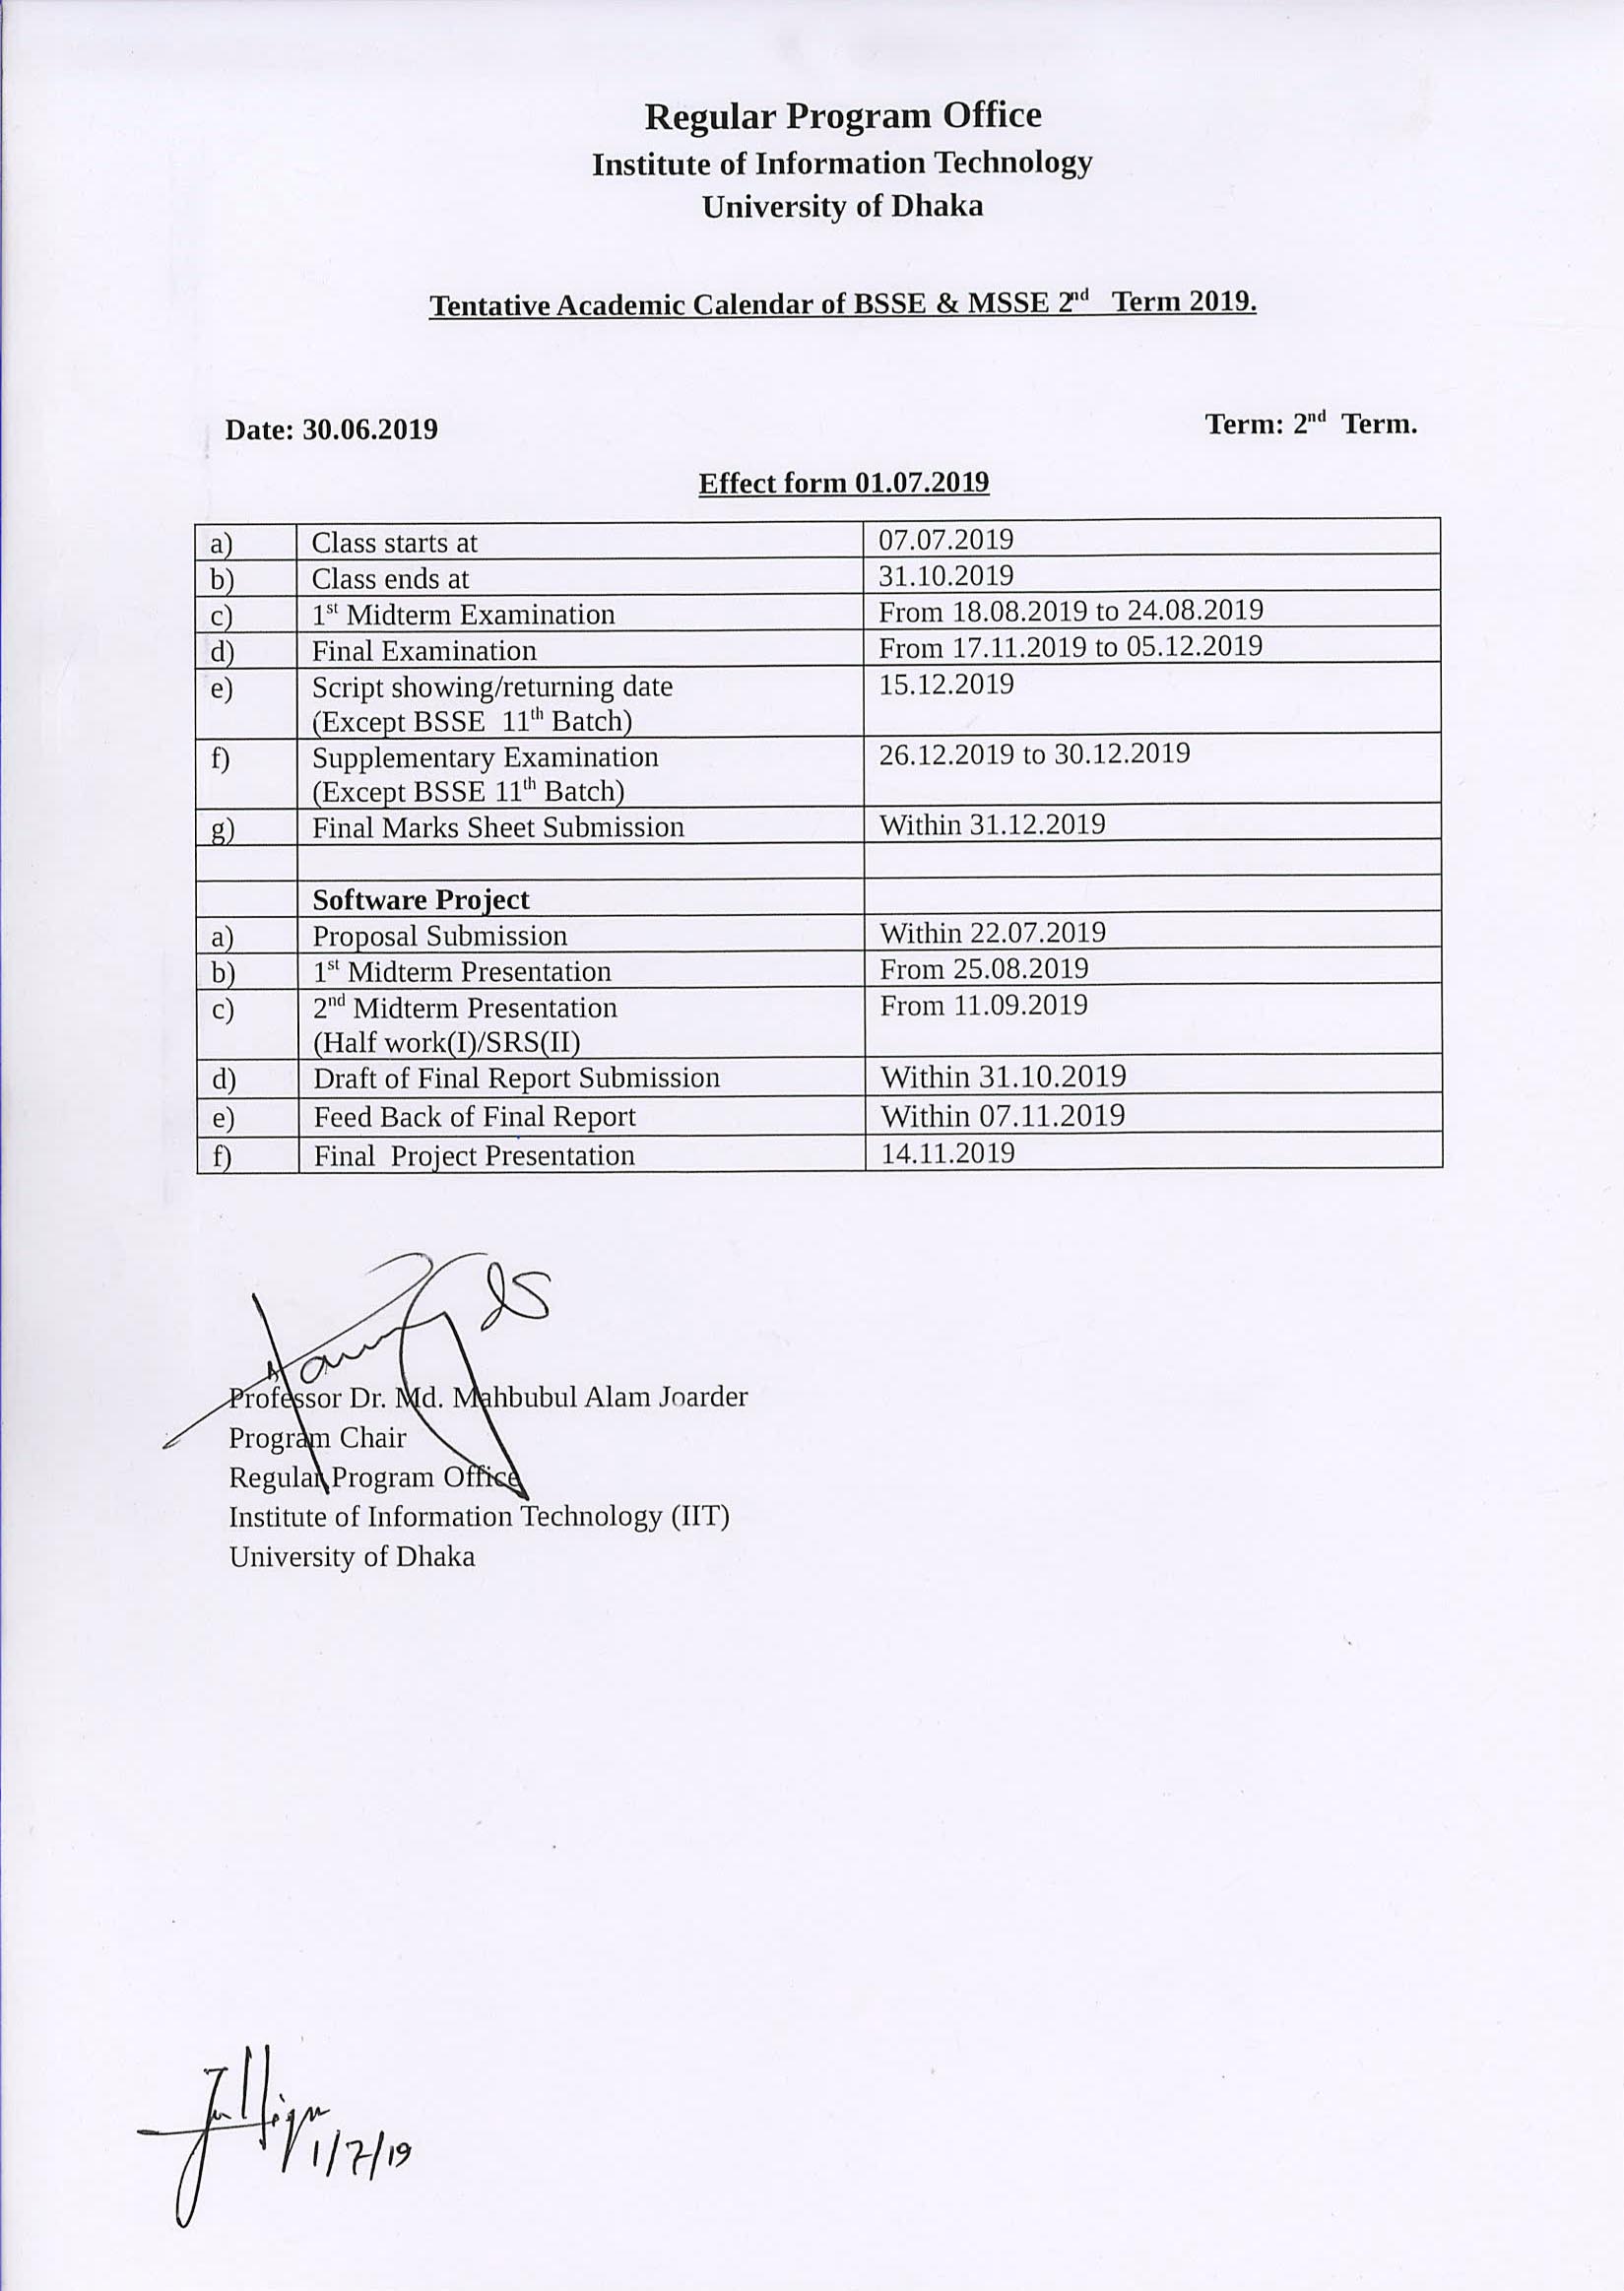 Regular Program Office
Institute of Information Technology
University of Dhaka
Tentative Academic Calendar of BSSE & MSSE 2nd Term 2019.
Date: 30.06.2019 Term: 2nd Term.
Effect form 01.07.2019
a) Class starts at 07.07.2019
b) Class ends at 31.10.2019
c) 1st Midterm Examination From 18.08.2019 to 24.08.2019
d) Final Examination From 17.11.2019 to 05.12.2019
e) Script showing/returning date 15.12.2019
(Except BSSE 11th Batch)
f) Supplementary Examination 26.12.2019 to 30.12.2019
(Except BSSE 11th Batch)
g) Final Marks Sheet Submission Within 31.12.2019
Software Project
a) Proposal Submission Within 22.07.2019
b) 1st Midterm Presentation From 25.08.2019
c) 2nd Midterm Presentation From 11.09.2019
(Half work(I)/SRS(II)
d) Draft of Final Report Submission Within 31.10.2019
e) Feed Back of Final Report Within 07.11.2019
f) Final Project Presentation 14.11.2019
Professor Dr. Md. Mahbubul Alam Joarder
Program Chair
Regular Program Office
Institute of Information Technology (IIT)
University of Dhaka
1/7/19